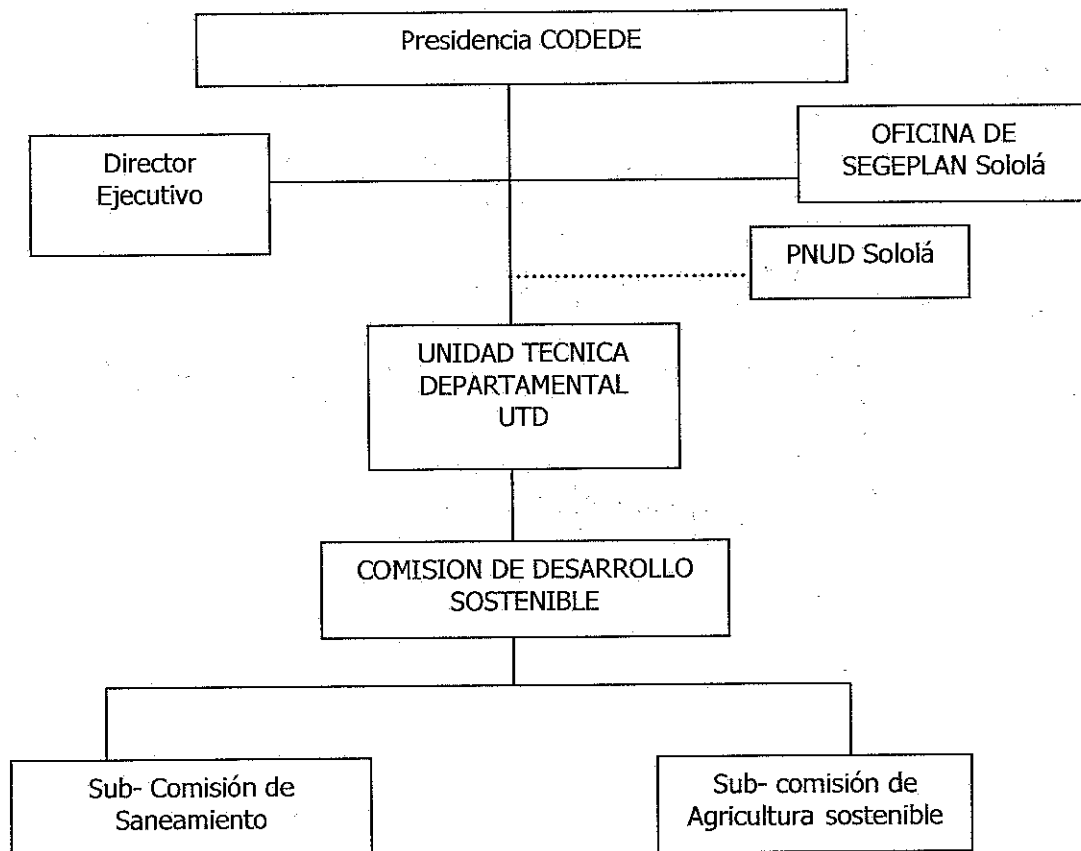 Presidencia CODEDE
Director
Ejecutivo
OFICINA DE
SEGEPLAN Sololá
PNUD Sololá
UNIDAD TECNICA
DEPARTAMENTAL
UTD
COMISION DE DESARROLLO
SOSTENIBLE
Sub- Comisión de
Saneamiento
Sub- comisión de
Agricultura sostenible